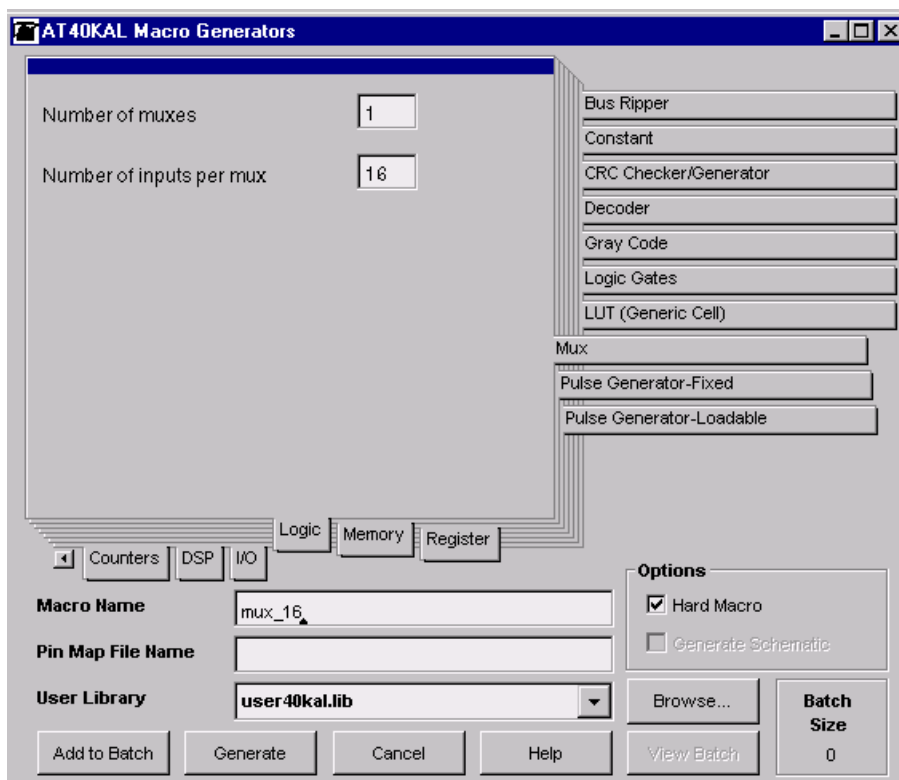 AT40KAL Macro Generators
Number of muxes
1
Number of inputs per mux
16
Bus Ripper
Constant
CRC Checker/Generator
Decoder
Gray Code
Logic Gates
LUT (Generic Cell)
Mux
Pulse Generator-Fixed
Pulse Generator-Loadable
Counters
DSP
I/O
Logic
Memory
Register
Macro Name
mux_16
Pin Map File Name
User Library
user40kal.lib
Options
Hard Macro
Generate Schematic
Browse...
View Batch
Batch
Size
0
Add to Batch
Generate
Cancel
Help